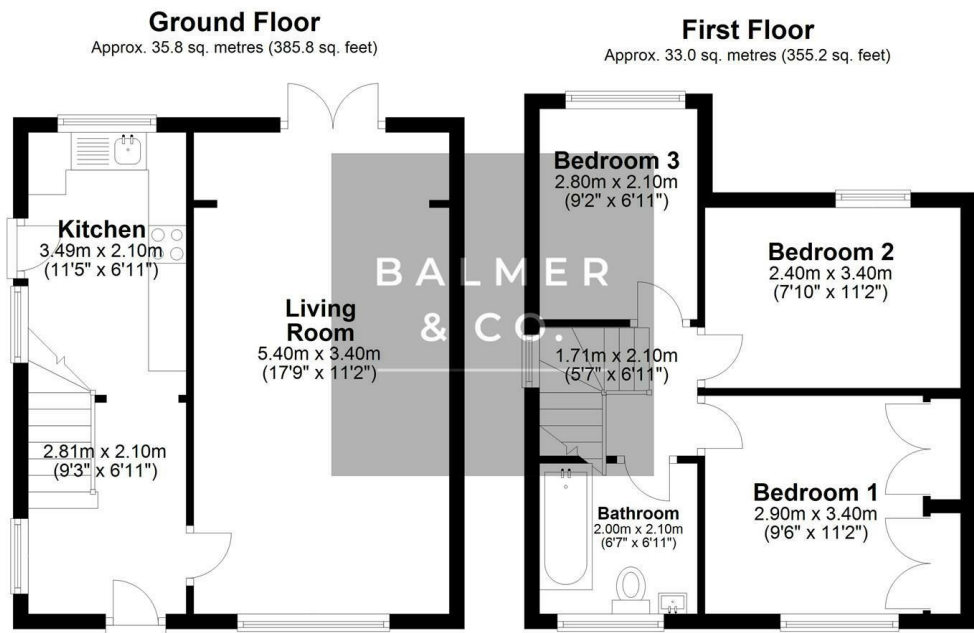 Ground Floor
Approx. 35.8 sq. metres (385.8 sq. feet)
Kitchen
3.49m x 2.10m
(11'5" x 6'11")
Living
Room
5.40m x 3.40m
(17'9" x 11'2")
2.81m x 2.10m
(9'3" x 6'11")
First Floor
Approx. 33.0 sq. metres (355.2 sq. feet)
Bedroom 3
2.80m x 2.10m
(9'2" x 6'11")
Bedroom 2
2.40m x 3.40m
(7'10" x 11'2")
1.71m x 2.10m
(5'7" x 6'11")
Bedroom 1
2.90m x 3.40m
(9'6" x 11'2")
Bathroom
2.00m x 2.10m
(6'7" x 6'11")
BALMER
& CO.